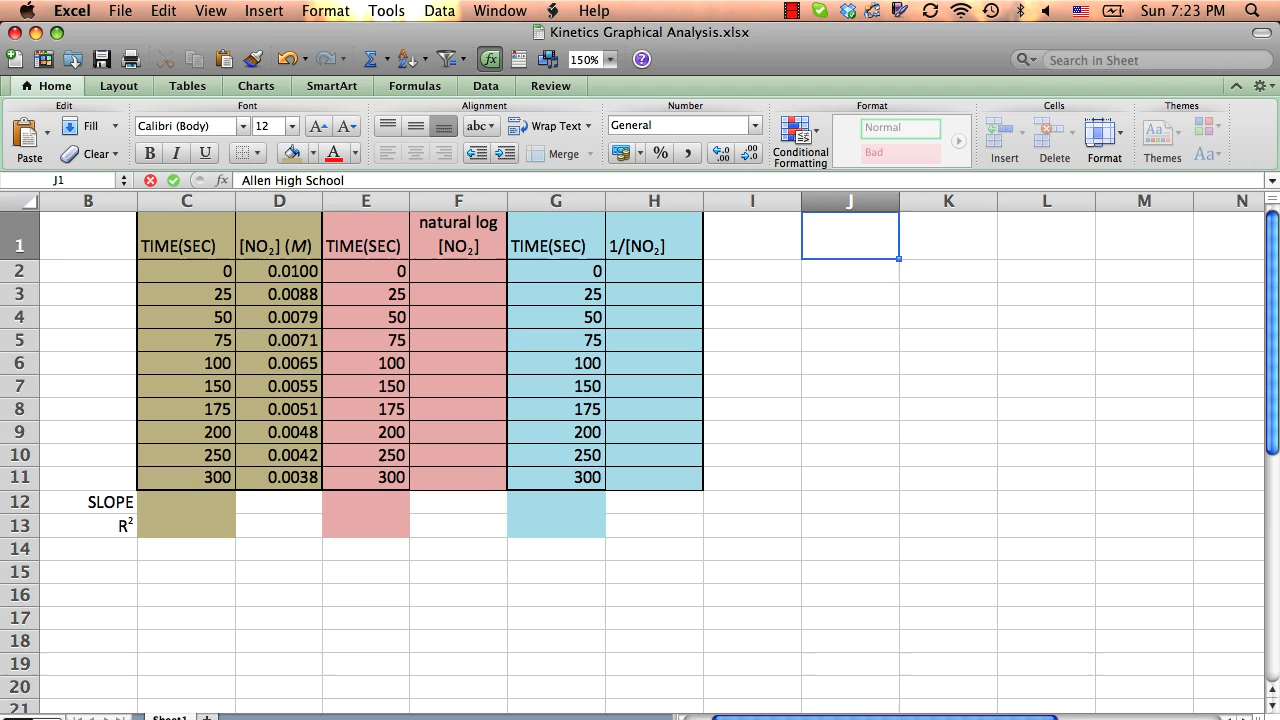 Excel File Edit View Insert Format Tools Data Window Help Sun 7:23 PM
Kinetics Graphical Analysis.xlsx
150% Search in Sheet
Home Layout Tables Charts SmartArt Formulas Data Review
Edit Font Alignment Number Format Cells Themes
Fill Calibri (Body) 12 abc Wrap Text General Normal
Paste Clear B I U A Merge % , Conditional Formatting Bad Insert Delete Format Themes Aa
J1 fx Allen High School
B C D E F G H I J K L M N
1 TIME(SEC) [NO₂] (M) TIME(SEC) natural log [NO₂] TIME(SEC) 1/[NO₂]
2 0 0.0100 0 0
3 25 0.0088 25 25
4 50 0.0079 50 50
5 75 0.0071 75 75
6 100 0.0065 100 100
7 150 0.0055 150 150
8 175 0.0051 175 175
9 200 0.0048 200 200
10 250 0.0042 250 250
11 300 0.0038 300 300
12 SLOPE
13 R²
14
15
16
17
18
19
20
21
Sheet1